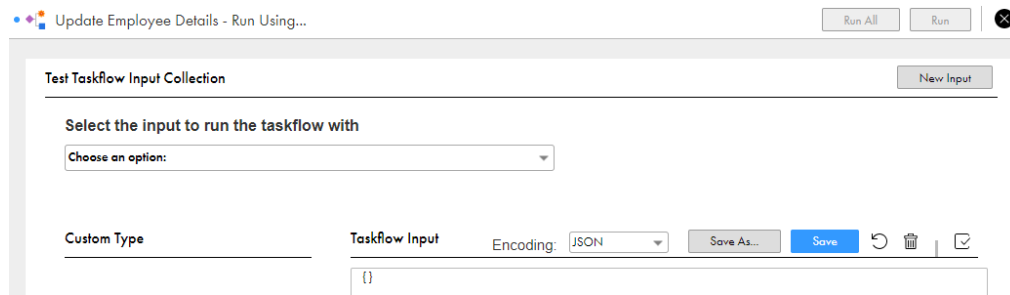 Update Employee Details - Run Using...
Run All
Run
Test Taskflow Input Collection
New Input
Select the input to run the taskflow with
Choose an option:
Custom Type
Taskflow Input
Encoding:
JSON
Save As...
Save
{}